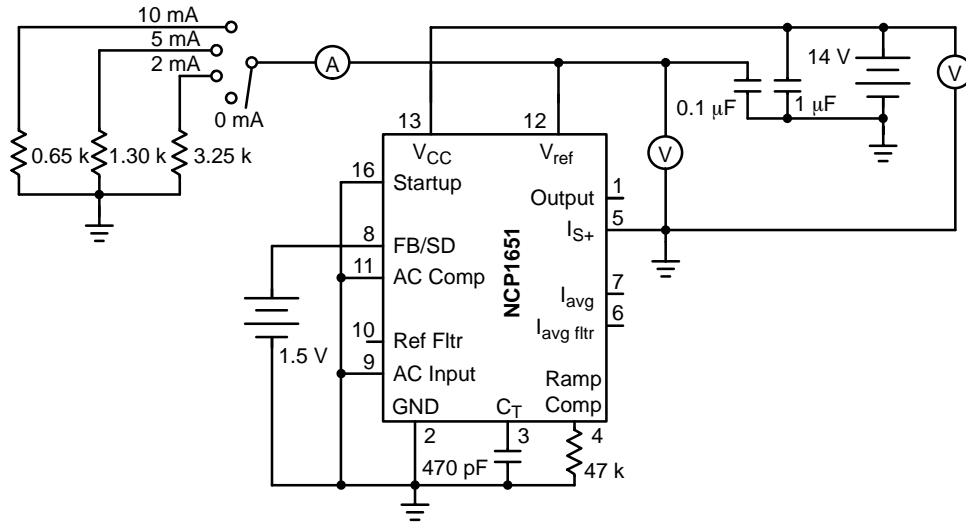 10 mA
5 mA
2 mA
0 mA
A
14 V
V
0.1 μF
1 μF
0.65 k
1.30 k
3.25 k
13
12
V
VCC
Vref
16
Startup
Output
1
IS+
5
8
FB/SD
11
AC Comp
NCP1651
Iavg
7
Iavg fltr
6
10
Ref Fltr
1.5 V
9
AC Input
Ramp
Comp
GND
CT
2
3
4
470 pF
47 k